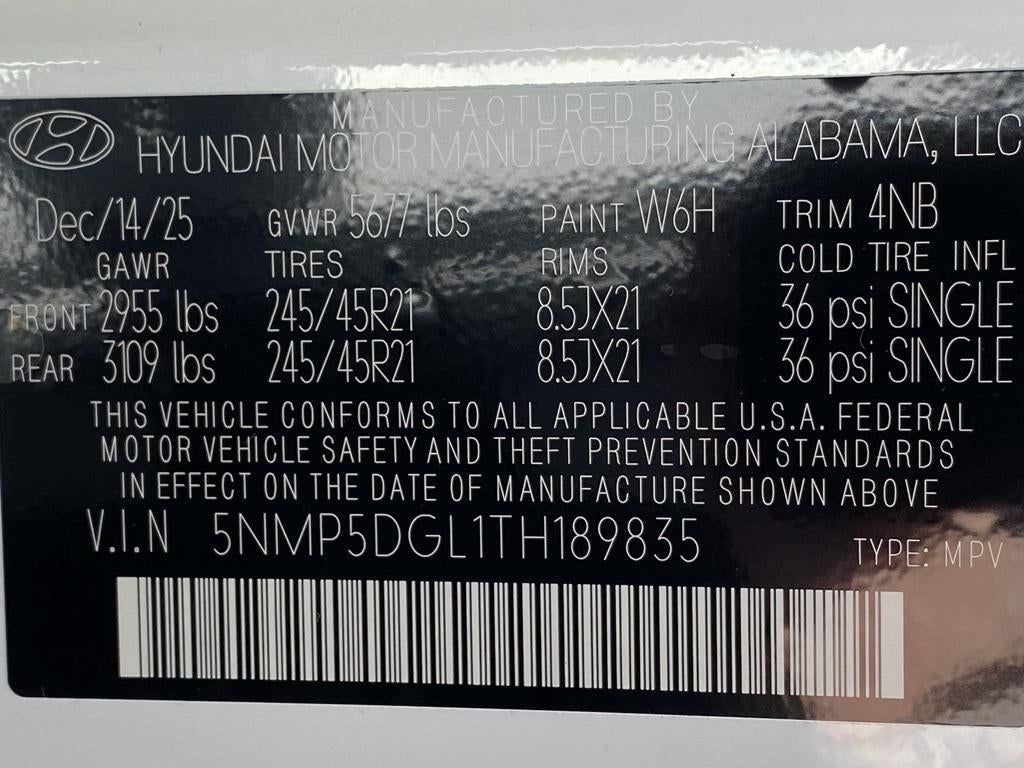 MANUFACTURED BY
HYUNDAI MOTOR MANUFACTURING ALABAMA, LLC
Dec/14/25 GVWR 5677 lbs PAINT W6H TRIM 4NB
GAWR TIRES RIMS COLD TIRE INFL
FRONT 2955 lbs 245/45R21 8.5JX21 36 psi SINGLE
REAR 3109 lbs 245/45R21 8.5JX21 36 psi SINGLE
THIS VEHICLE CONFORMS TO ALL APPLICABLE U.S.A. FEDERAL
MOTOR VEHICLE SAFETY AND THEFT PREVENTION STANDARDS
IN EFFECT ON THE DATE OF MANUFACTURE SHOWN ABOVE
V.I.N 5NMP5DGL1TH189835 TYPE: MPV